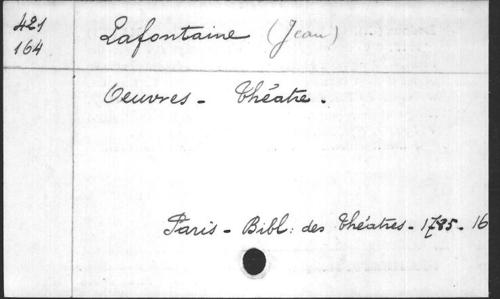 421
164
Lafontaine (Jean)
Oeuvres - Théatre.
Paris - Bibl: des théatres - 1785 - 16